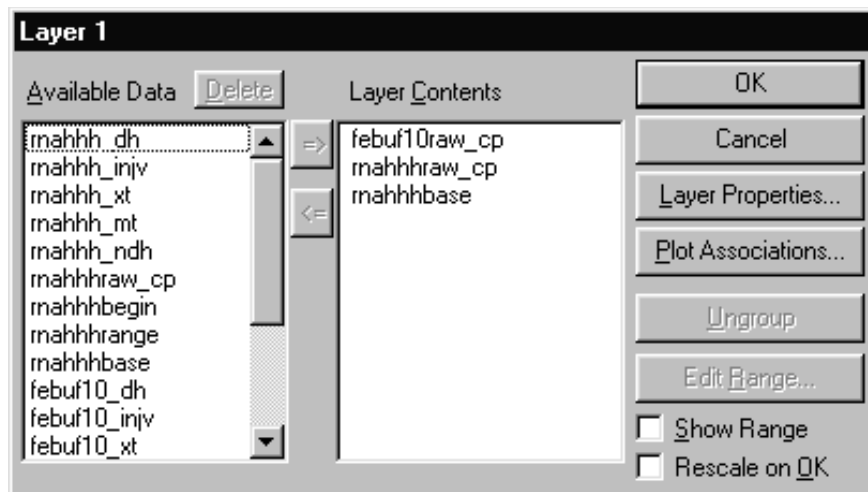 Layer 1
Available Data
Delete
Layer Contents
OK
rnahhh_dh
rnahhh_injv
rnahhh_xt
rnahhh_mt
rnahhh_ndh
rnahhhraw_cp
rnahhhbegin
rnahhhrange
rnahhhbase
febuf10_dh
febuf10_injv
febuf10_xt
=>
<=
febuf10raw_cp
rnahhhraw_cp
rnahhhbase
Cancel
Layer Properties...
Plot Associations...
Ungroup
Edit Range...
Show Range
Rescale on OK